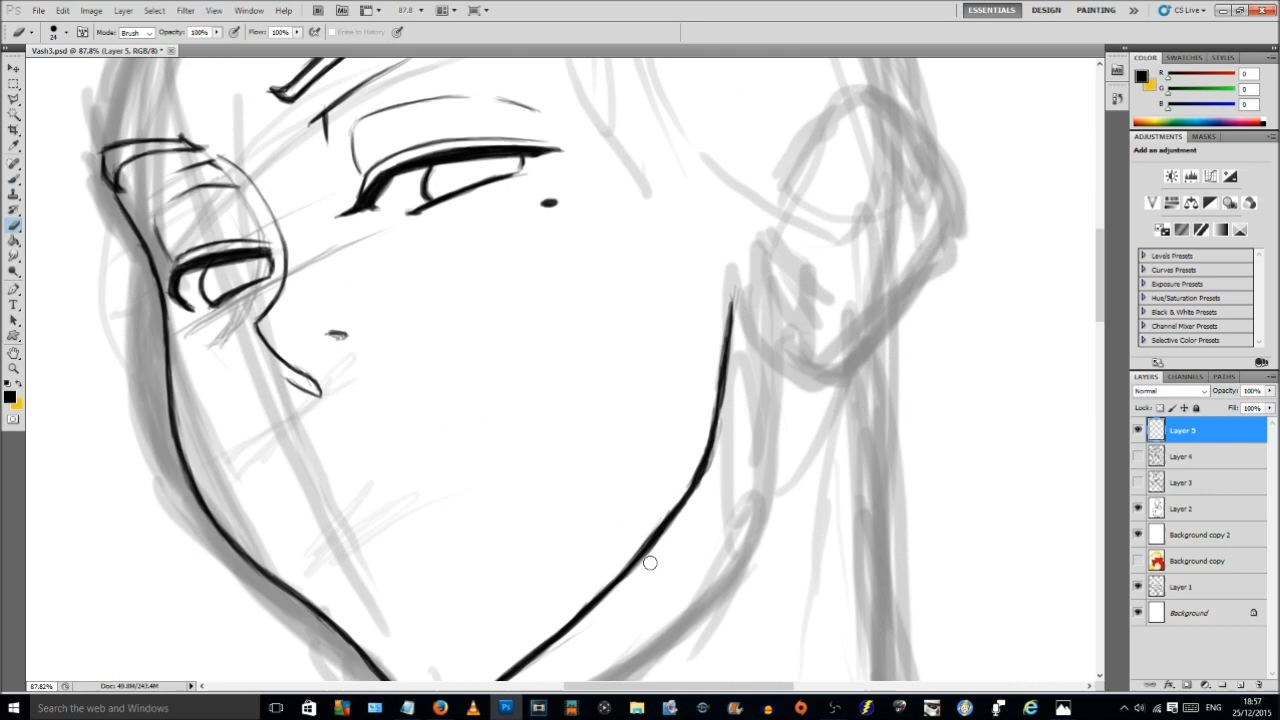 Ps File Edit Image Layer Select Filter View Window Help Br Mb 87.8 ESSENTIALS DESIGN PAINTING CS Live
24 Mode: Brush Opacity: 100% Flow: 100% Erase to History
Vash3.psd @ 87.8% (Layer 5, RGB/8) *
COLOR SWATCHES STYLES
R 0
G 0
B 0
ADJUSTMENTS MASKS
Add an adjustment
Levels Presets
Curves Presets
Exposure Presets
Hue/Saturation Presets
Black & White Presets
Channel Mixer Presets
Selective Color Presets
LAYERS CHANNELS PATHS
Normal Opacity: 100%
Lock: Fill: 100%
Layer 5
Layer 4
Layer 3
Layer 2
Background copy 2
Background copy
Layer 1
Background
87.82% Doc: 49.8M/243.4M
Search the web and Windows
18:57
25/12/2015